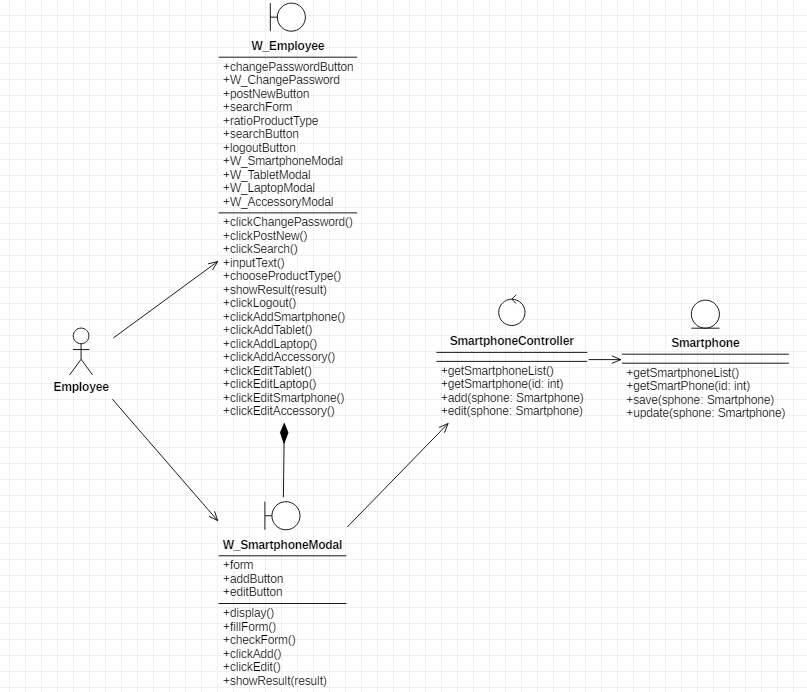 W_Employee
+changePasswordButton
+W_ChangePassword
+postNewButton
+searchForm
+ratioProductType
+searchButton
+logoutButton
+W_SmartphoneModal
+W_TabletModal
+W_LaptopModal
+W_AccessoryModal
+clickChangePassword()
+clickPostNew()
+clickSearch()
+inputText()
+chooseProductType()
+showResult(result)
+clickLogout()
+clickAddSmartphone()
+clickAddTablet()
+clickAddLaptop()
+clickAddAccessory()
+clickEditTablet()
+clickEditLaptop()
+clickEditSmartphone()
+clickEditAccessory()
Employee
SmartphoneController
+getSmartphoneList()
+getSmartphone(id: int)
+add(sphone: Smartphone)
+edit(sphone: Smartphone)
Smartphone
+getSmartphoneList()
+getSmartPhone(id: int)
+save(sphone: Smartphone)
+update(sphone: Smartphone)
W_SmartphoneModal
+form
+addButton
+editButton
+display()
+fillForm()
+checkForm()
+clickAdd()
+clickEdit()
+showResult(result)